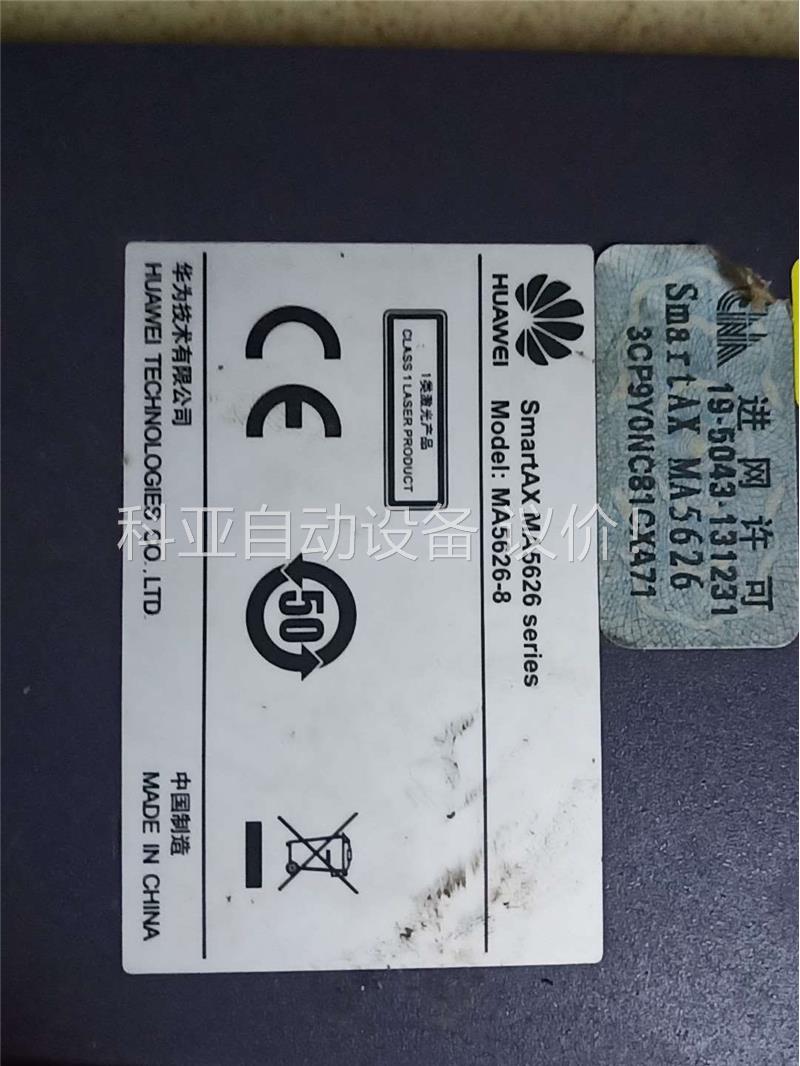 HUAWEI
SmartAX MA5626 series
Model: MA5626-8
1类激光产品
CLASS 1 LASER PRODUCT
50
华为技术有限公司
HUAWEI TECHNOLOGIES CO.,LTD.
中国制造
MADE IN CHINA
进网许可
19-5043-131231
SmartAX MA5626
3CP9Y0NC81CXA71
科亚自动设备 议价!